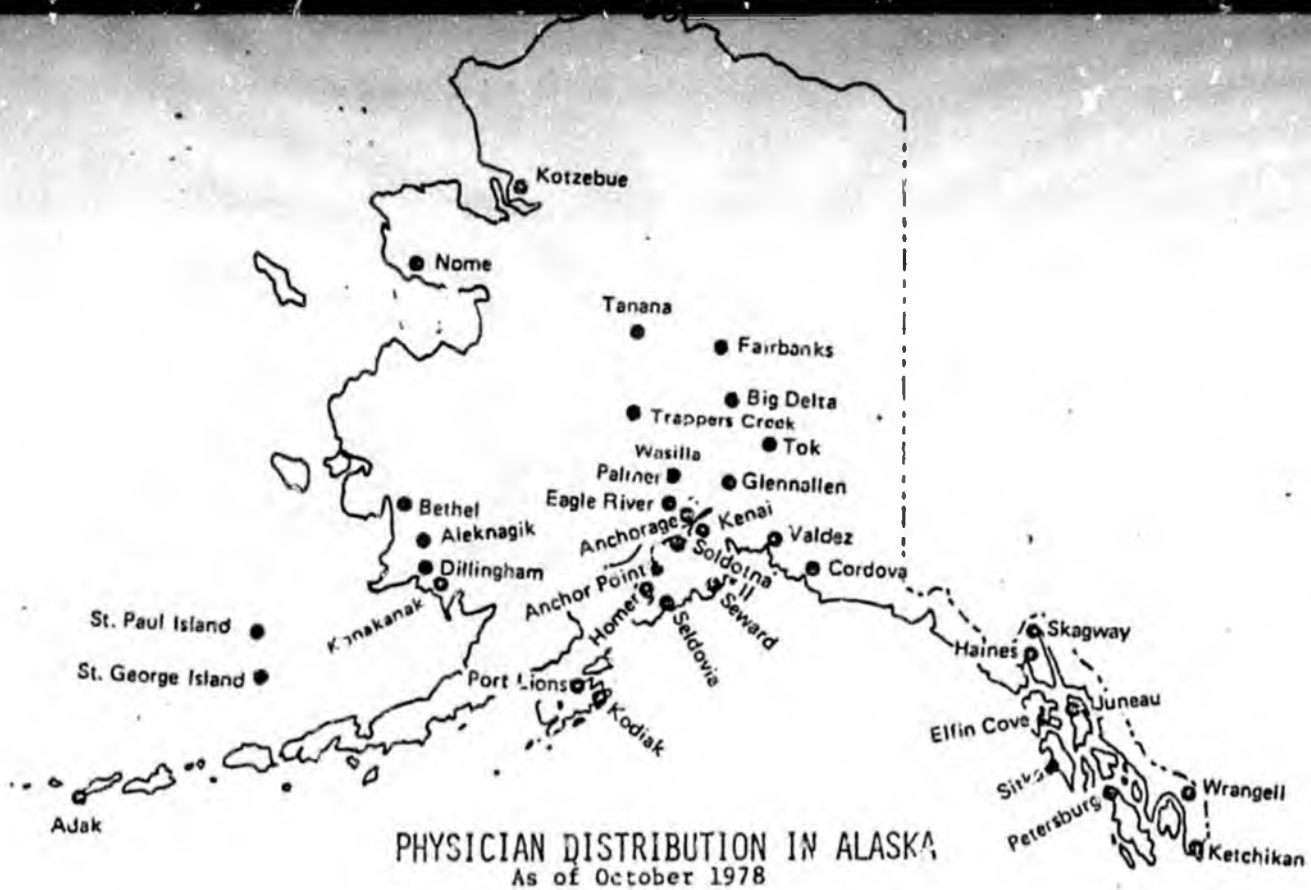 Kotzebue
Nome
Tanana
Fairbanks
Big Delta
Trappers Creek
Tok
Wasilla
Palmer
Glennallen
Eagle River
Bethel
Anchorage
Kenai
Aleknagik
Valdez
Soldotna
Dillingham
Cordova
Anchor Point
Kanakanak
Homer
Seward
Seldovia
St. Paul Island
St. George Island
Port Lions
Kodiak
Skagway
Haines
Juneau
Elfin Cove
Sitka
Petersburg
Wrangell
Ketchikan
Adak
PHYSICIAN DISTRIBUTION IN ALASKA
As of October 1978